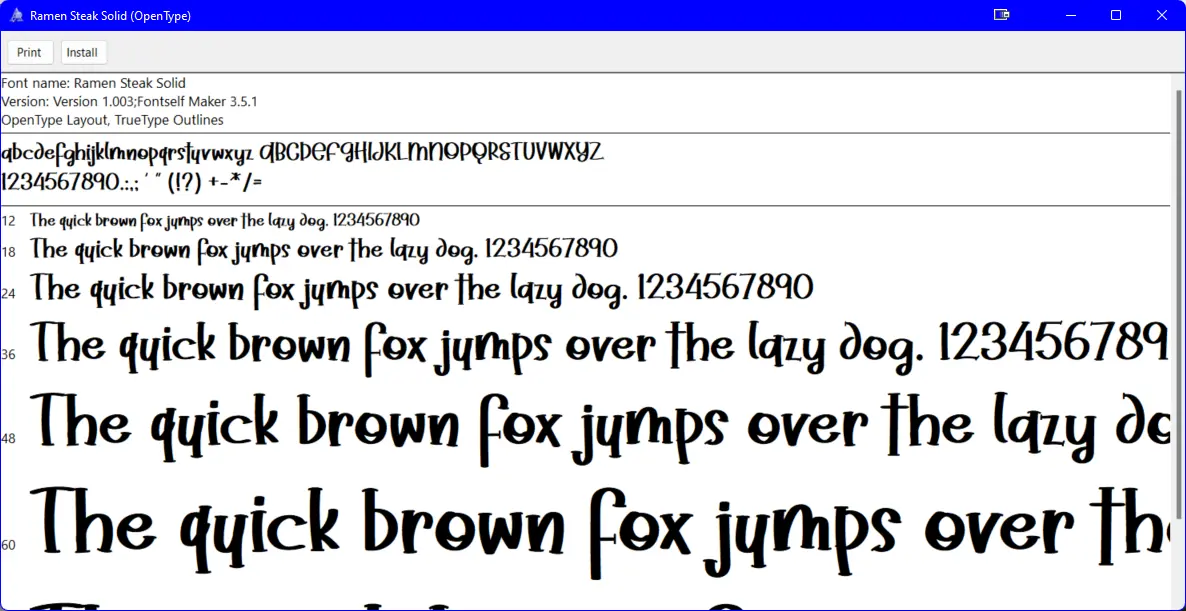 Ramen Steak Solid (OpenType)
Print Install
Font name: Ramen Steak Solid
Version: Version 1.003;Fontself Maker 3.5.1
OpenType Layout, TrueType Outlines
abcdefghijklmnopqrstuvwxyz ABCDEFGHIJKLMNOPQRSTUVWXYZ
1234567890.:,; ' " (!?) +-*/=
12 The quick brown fox jumps over the lazy dog. 1234567890
18 The quick brown fox jumps over the lazy dog. 1234567890
24 The quick brown fox jumps over the lazy dog. 1234567890
36 The quick brown fox jumps over the lazy dog. 123456789
48 The quick brown fox jumps over the lazy do
60 The quick brown fox jumps over th